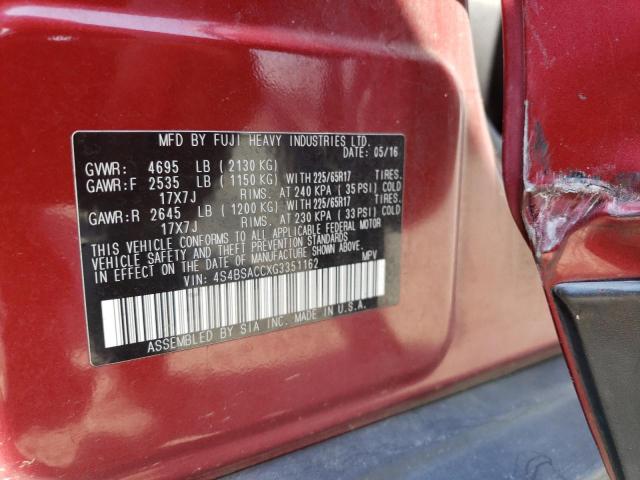 MFD BY FUJI HEAVY INDUSTRIES LTD.
DATE: 05/16
GVWR: 4695 LB ( 2130 KG)
GAWR:F 2535 LB ( 1150 KG) WITH 225/65R17 TIRES.
17X7J RIMS. AT 240 KPA ( 35 PSI) COLD
GAWR:R 2645 LB ( 1200 KG) WITH 225/65R17 TIRES.
17X7J RIMS. AT 230 KPA ( 33 PSI) COLD
THIS VEHICLE CONFORMS TO ALL APPLICABLE FEDERAL MOTOR
VEHICLE SAFETY, BUMPER, AND THEFT PREVENTION STANDARDS
IN EFFECT ON THE DATE OF MANUFACTURE SHOWN ABOVE.
VIN: 4S4BSACCXG3351162 MPV
ASSEMBLED BY SIA INC. MADE IN U.S.A.